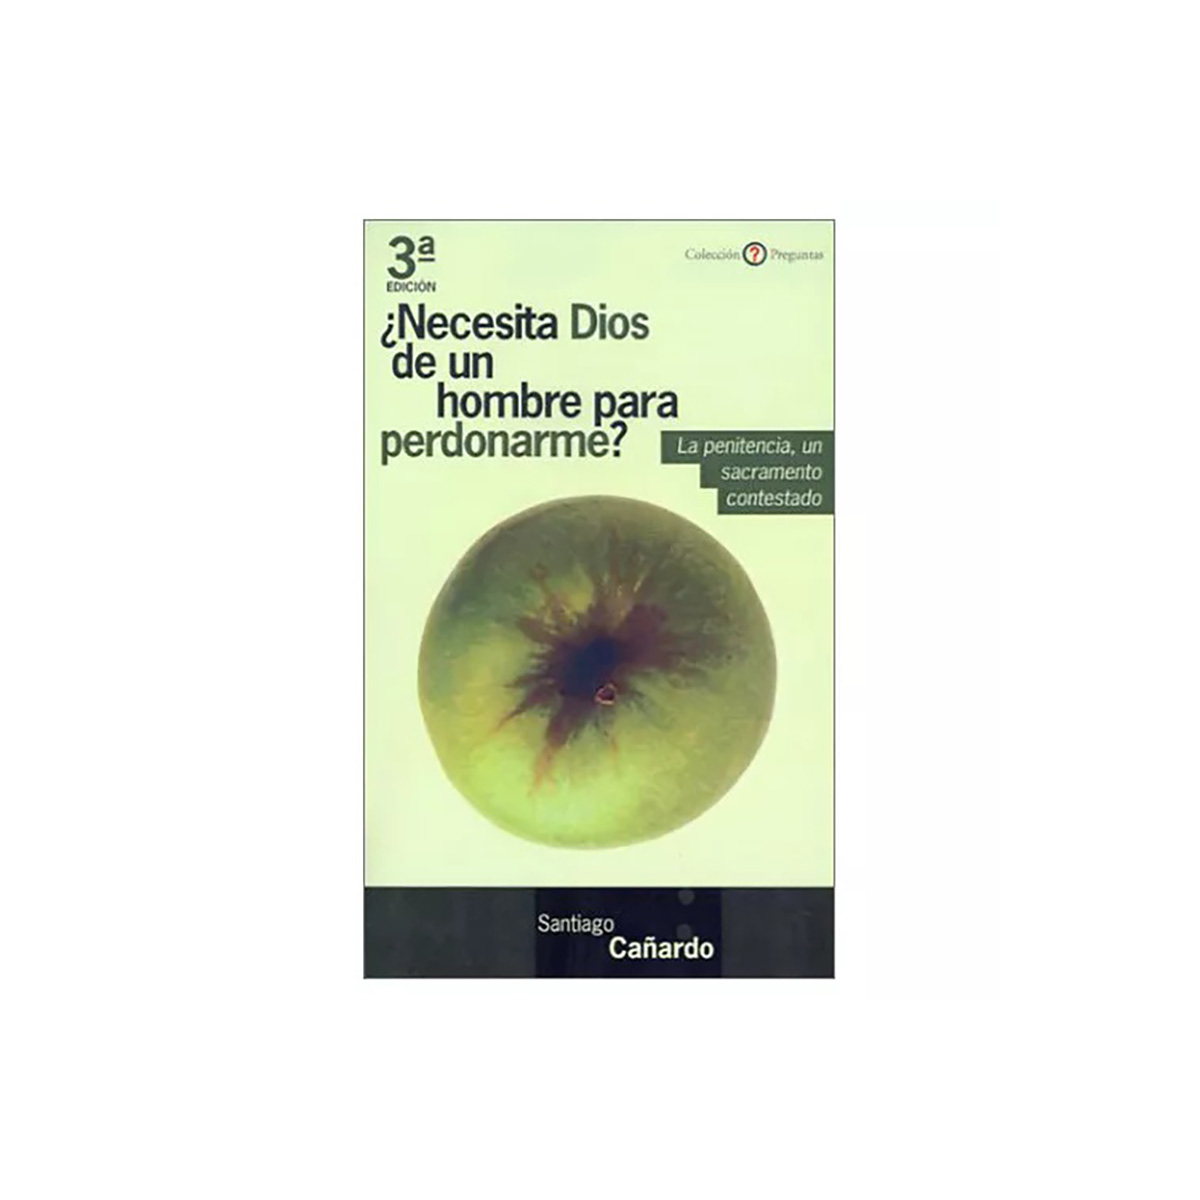 3ª
EDICIÓN
Colección ? Preguntas
¿Necesita Dios
de un
hombre para
perdonarme?
La penitencia, un
sacramento
contestado
Santiago
Cañardo